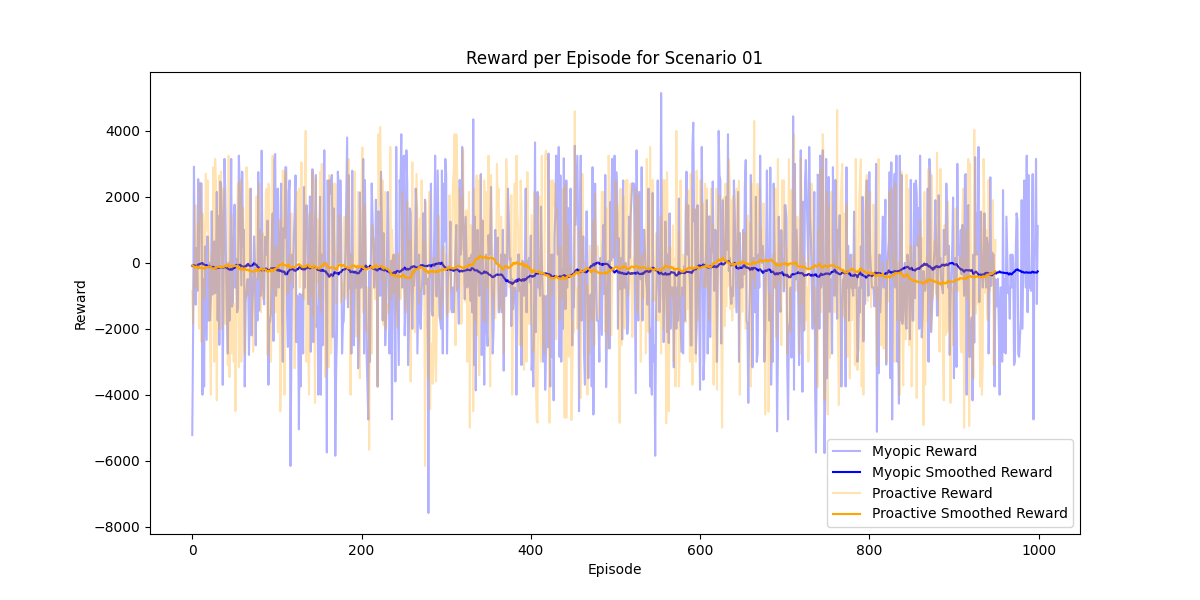 Reward per Episode for Scenario 01
4000
2000
0
−2000
−4000
−6000
−8000
Reward
0 200 400 600 800 1000
Episode
Myopic Reward
Myopic Smoothed Reward
Proactive Reward
Proactive Smoothed Reward